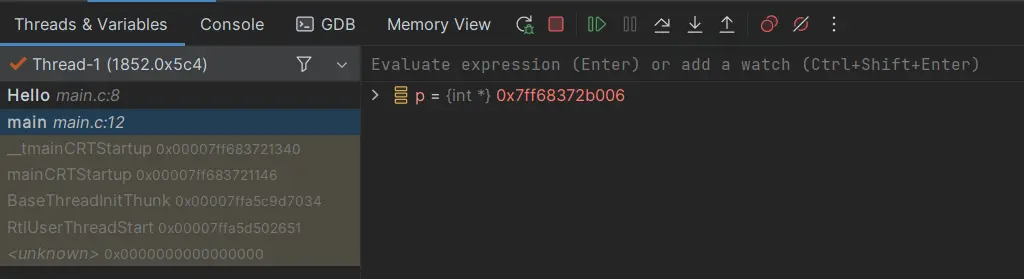 Threads & Variables Console GDB Memory View
Thread-1 (1852.0x5c4)
Evaluate expression (Enter) or add a watch (Ctrl+Shift+Enter)
Hello main.c:8
p = {int *} 0x7ff68372b006
main main.c:12
__tmainCRTStartup 0x00007ff683721340
mainCRTStartup 0x00007ff683721146
BaseThreadInitThunk 0x00007ffa5c9d7034
RtlUserThreadStart 0x00007ffa5d502651
<unknown> 0x0000000000000000